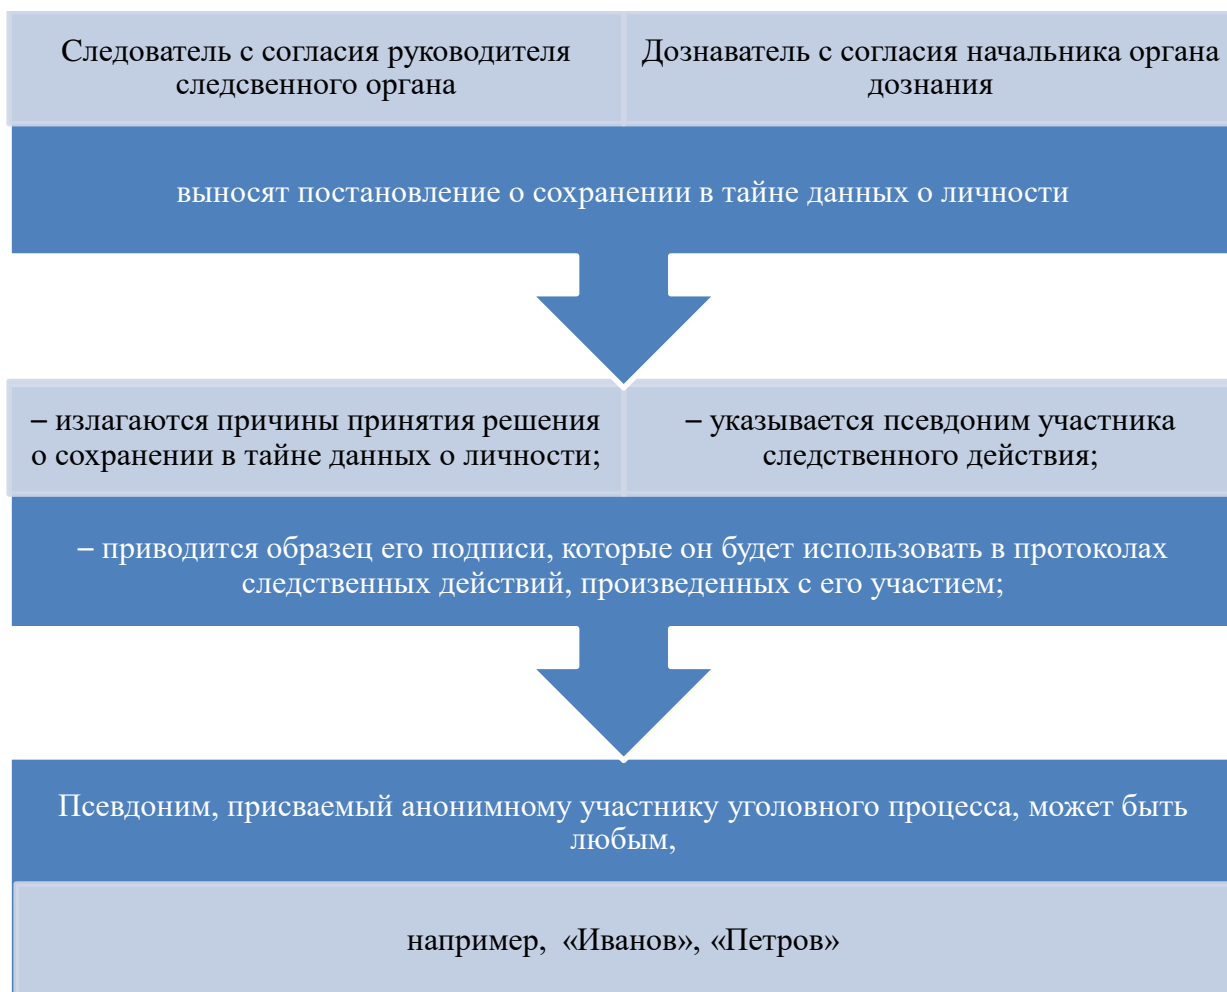 Следователь с согласия руководителя
следсвенного органа
Дознаватель с согласия начальника органа
дознания
выносят постановление о сохранении в тайне данных о личности
– излагаются причины принятия решения
о сохранении в тайне данных о личности;
– указывается псевдоним участника
следственного действия;
– приводится образец его подписи, которые он будет использовать в протоколах
следственных действий, произведенных с его участием;
Псевдоним, присваемый анонимному участнику уголовного процесса, может быть
любым,
например, «Иванов», «Петров»